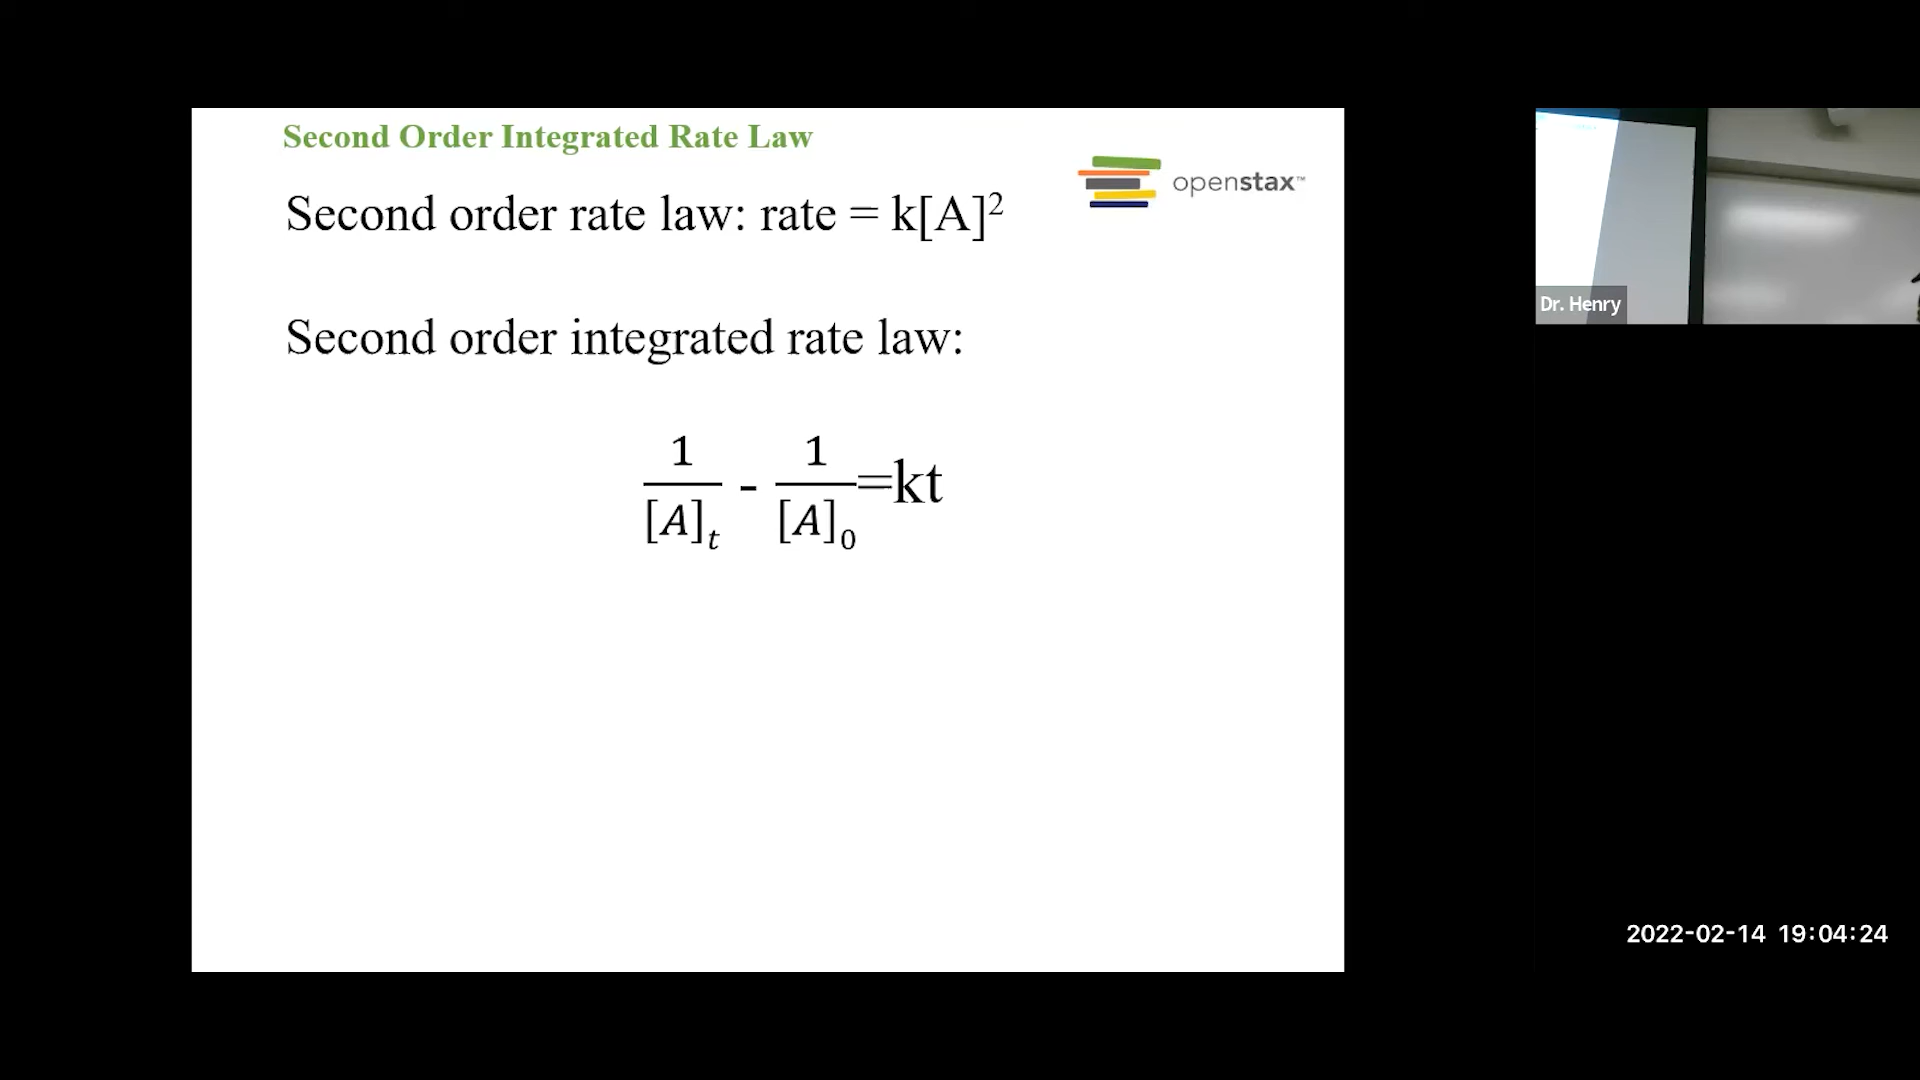 Second Order Integrated Rate Law
openstax™
Second order rate law: rate = k[A]²
Second order integrated rate law:
1/[A]ₜ - 1/[A]₀=kt
Dr. Henry
2022-02-14 19:04:24